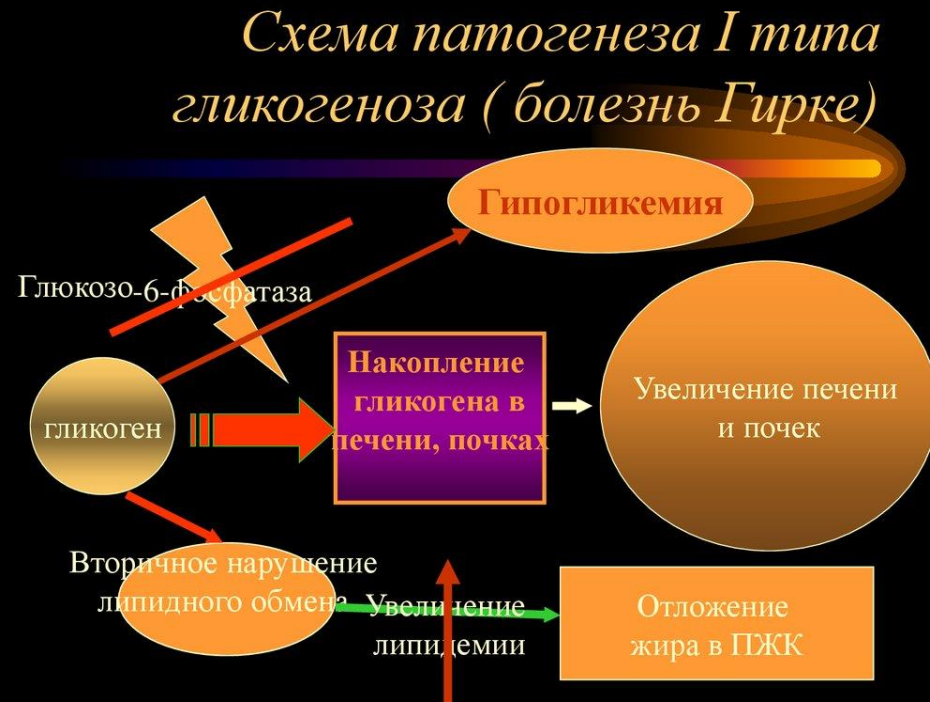 Схема патогенеза I типа
гликогеноза ( болезнь Гирке)
Гипогликемия
Глюкозо-6-фосфатаза
Накопление
гликогена в
печени, почках
Увеличение печени
и почек
гликоген
Вторичное нарушение
липидного обмена
Увеличение
липидемии
Отложение
жира в ПЖК